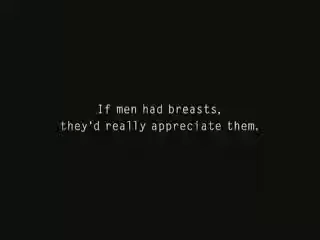 If men had breasts,
they'd really appreciate them.